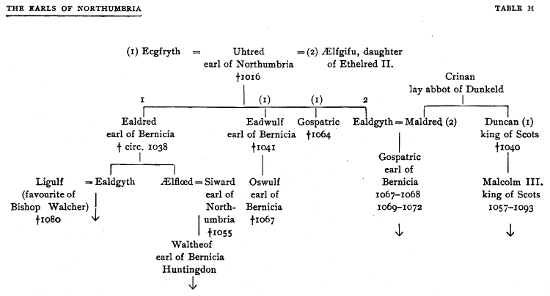 THE EARLS OF NORTHUMBRIA TABLE H
(1) Ecgfryth = Uhtred = (2) Ælfgifu, daughter
earl of Northumbria of Ethelred II.
†1016
Crinan
lay abbot of Dunkeld
1 (1) (1) 2
Ealdred Eadwulf Gospatric Ealdgyth = Maldred (2) Duncan (1)
earl of Bernicia earl of Bernicia †1064 king of Scots
† circ. 1038 †1041 †1040
Gospatric
earl of
Bernicia
1067-1068
1069-1072
Malcolm III.
king of Scots
1057-1093
Ligulf = Ealdgyth Ælflœd = Siward Oswulf
(favourite of earl of earl of
Bishop Walcher) North- Bernicia
†1080 umbria †1067
†1055
Waltheof
earl of Bernicia
Huntingdon